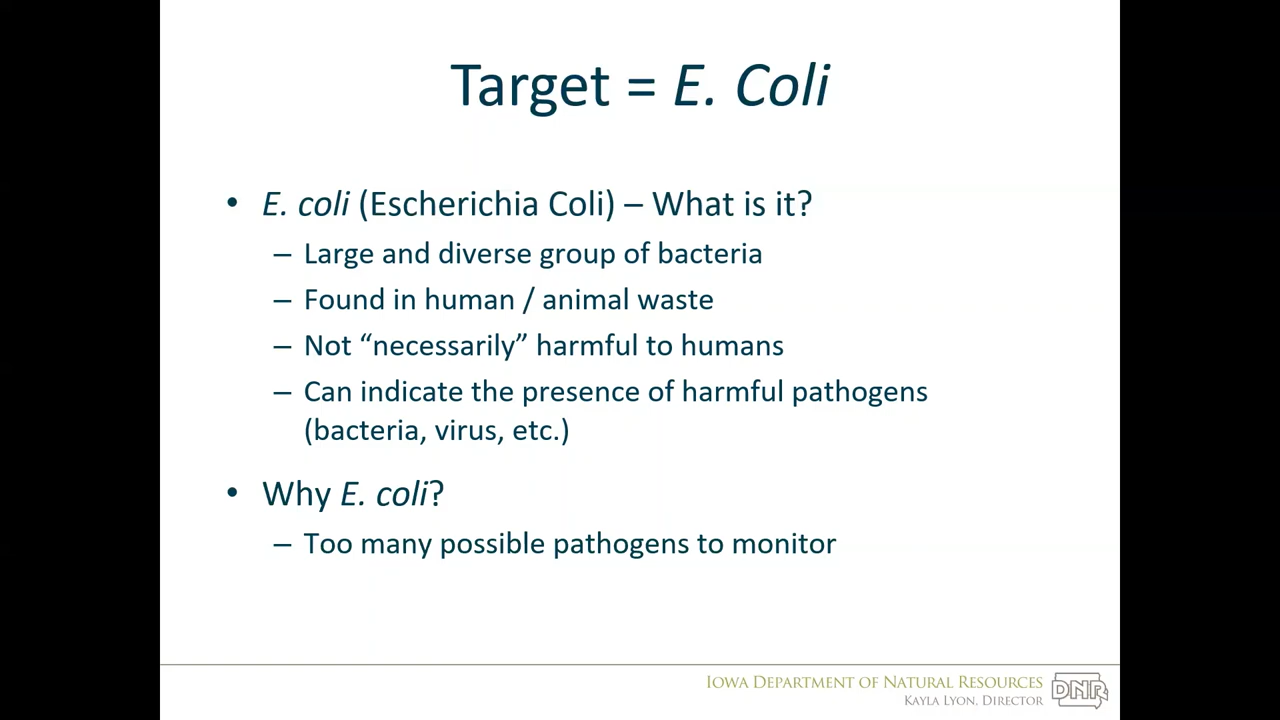 Target = E. Coli
• E. coli (Escherichia Coli) – What is it?
– Large and diverse group of bacteria
– Found in human / animal waste
– Not “necessarily” harmful to humans
– Can indicate the presence of harmful pathogens
(bacteria, virus, etc.)
• Why E. coli?
– Too many possible pathogens to monitor
Iowa Department of Natural Resources
Kayla Lyon, Director
DNR